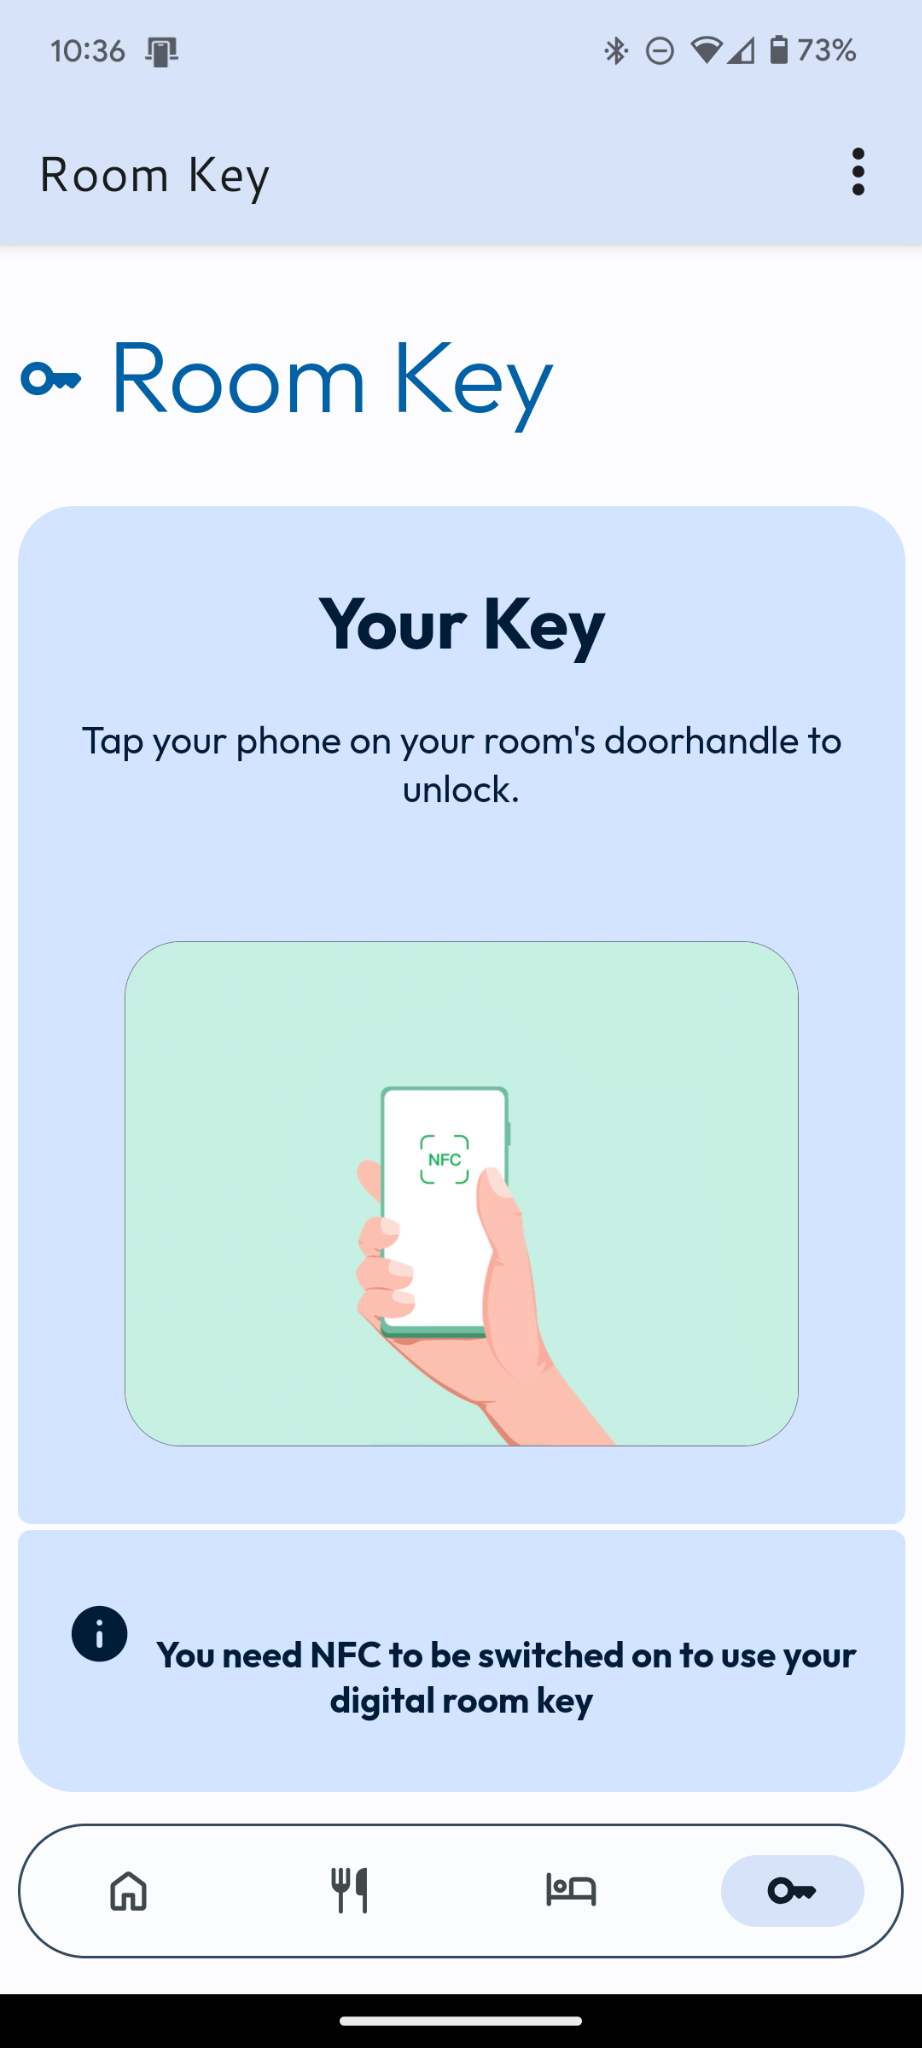 10:36
73%
Room Key
Room Key
Your Key
Tap your phone on your room's doorhandle to
unlock.
NFC
You need NFC to be switched on to use your
digital room key